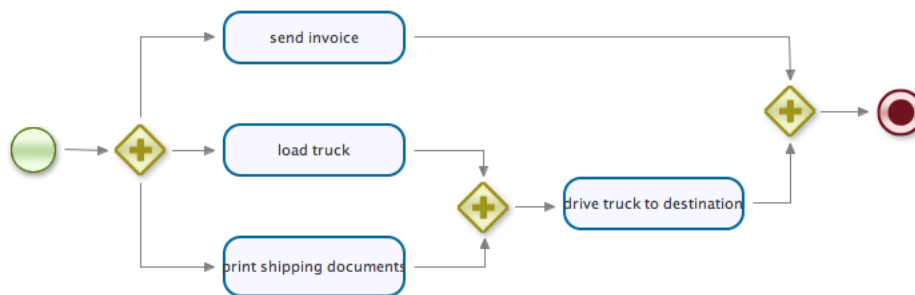 send invoice
load truck
drive truck to destination
print shipping documents